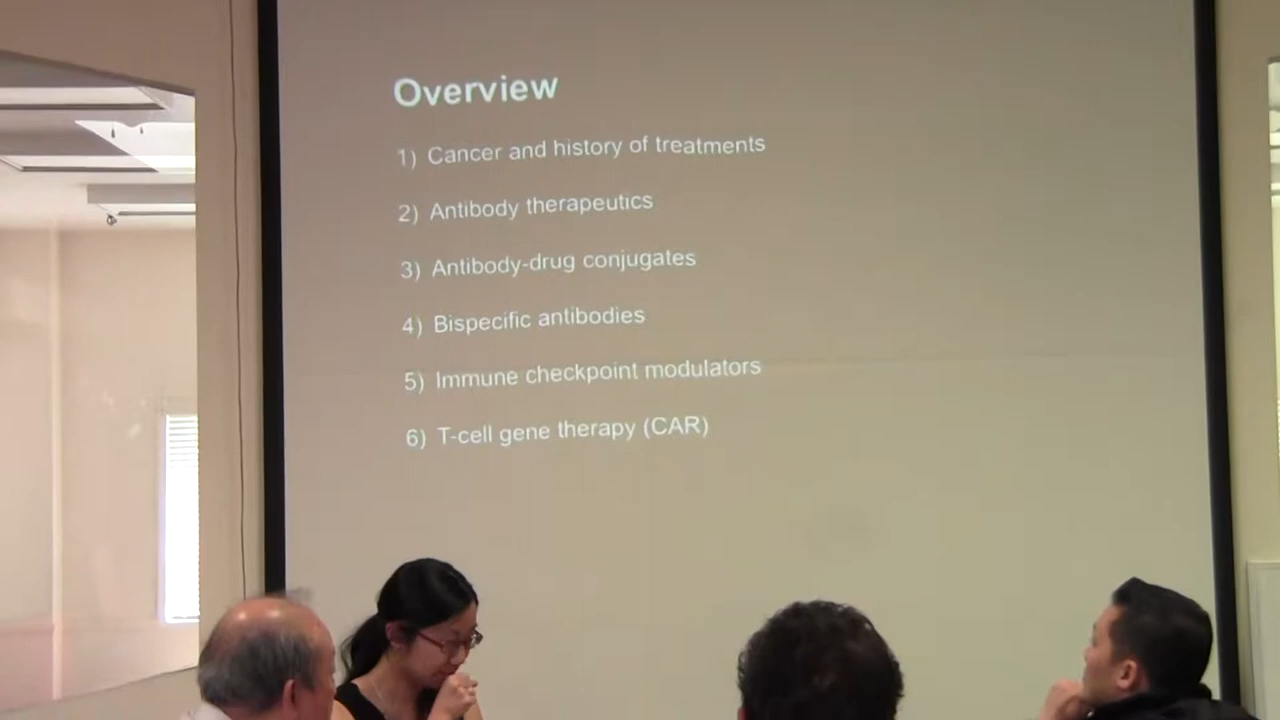 Overview
1) Cancer and history of treatments
2) Antibody therapeutics
3) Antibody-drug conjugates
4) Bispecific antibodies
5) Immune checkpoint modulators
6) T-cell gene therapy (CAR)